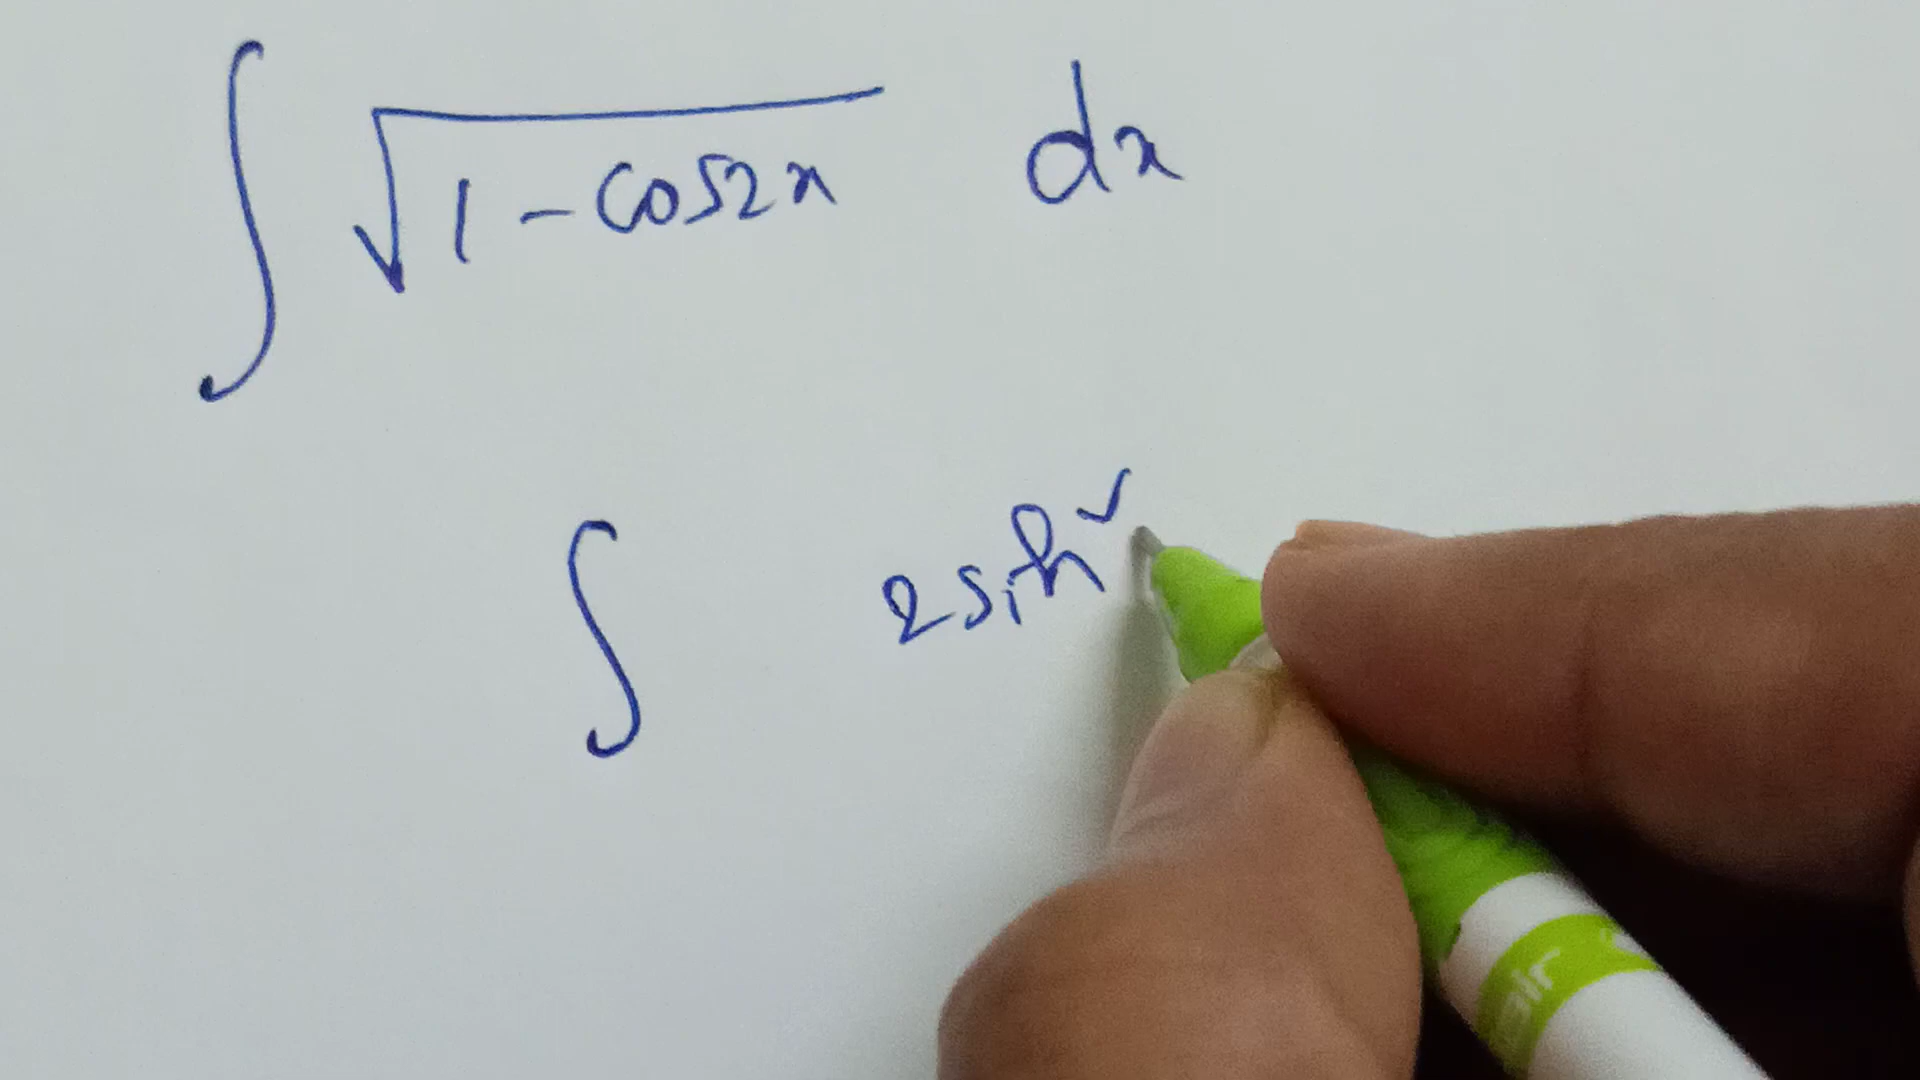 ∫ √(1 - cos2x) dx
∫ 2sin²